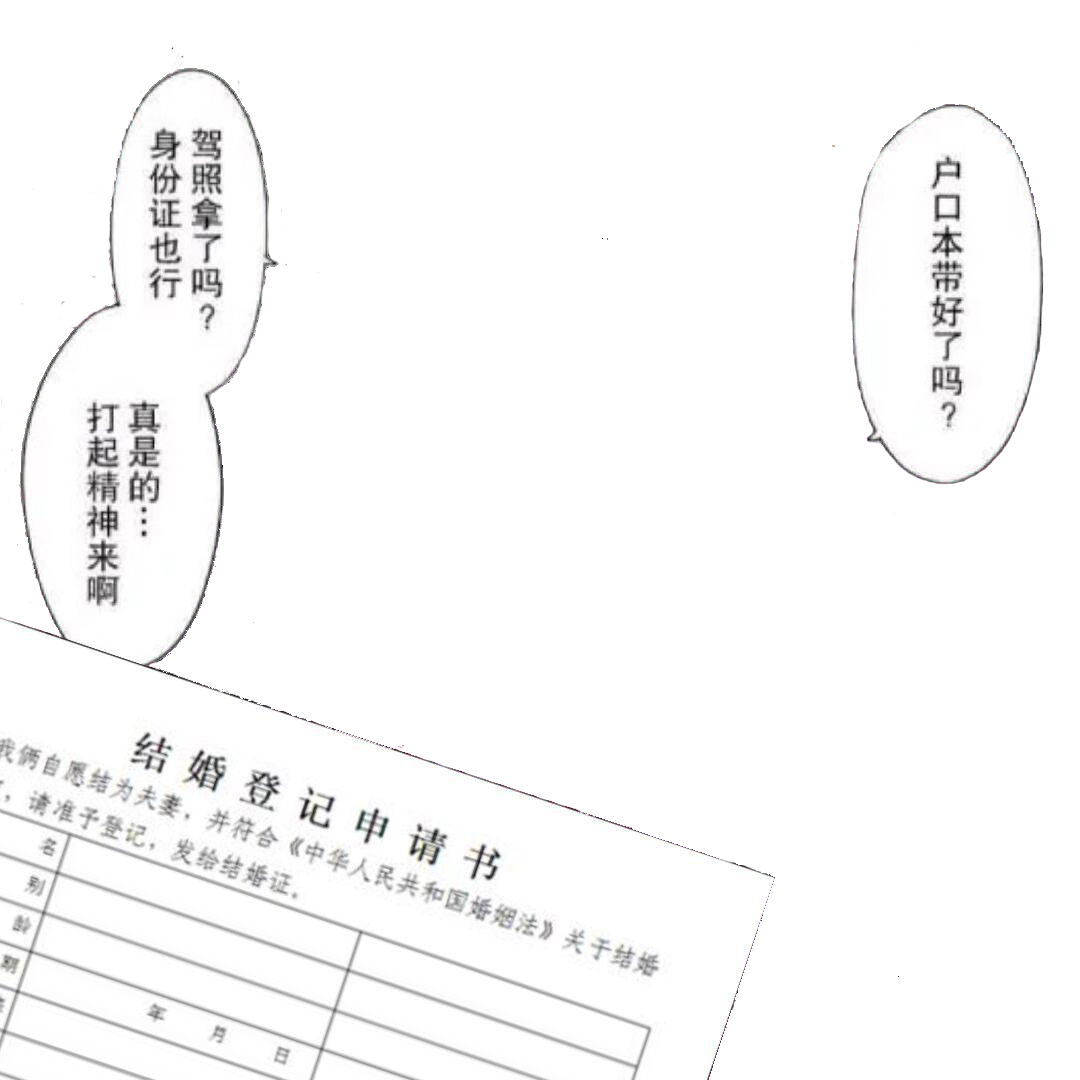 户口本带好了吗?
驾照拿了吗?
身份证也行
真是的…
打起精神来啊
结婚登记申请书
我俩自愿结为夫妻，并符合《中华人民共和国婚姻法》关于结婚
，请准予登记，发给结婚证。
名
别
龄
期
年 月 日